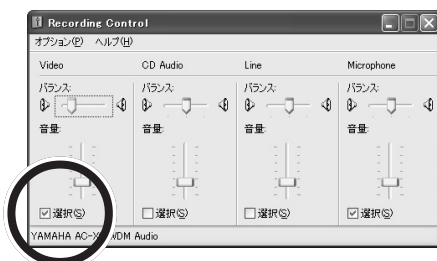 Recording Control
オプション(P) ヘルプ(H)
Video CD Audio Line Microphone
バランス: バランス: バランス: バランス:
音量: 音量: 音量: 音量:
選択(S) 選択(S) 選択(S) 選択(S)
YAMAHA AC-X WDM Audio